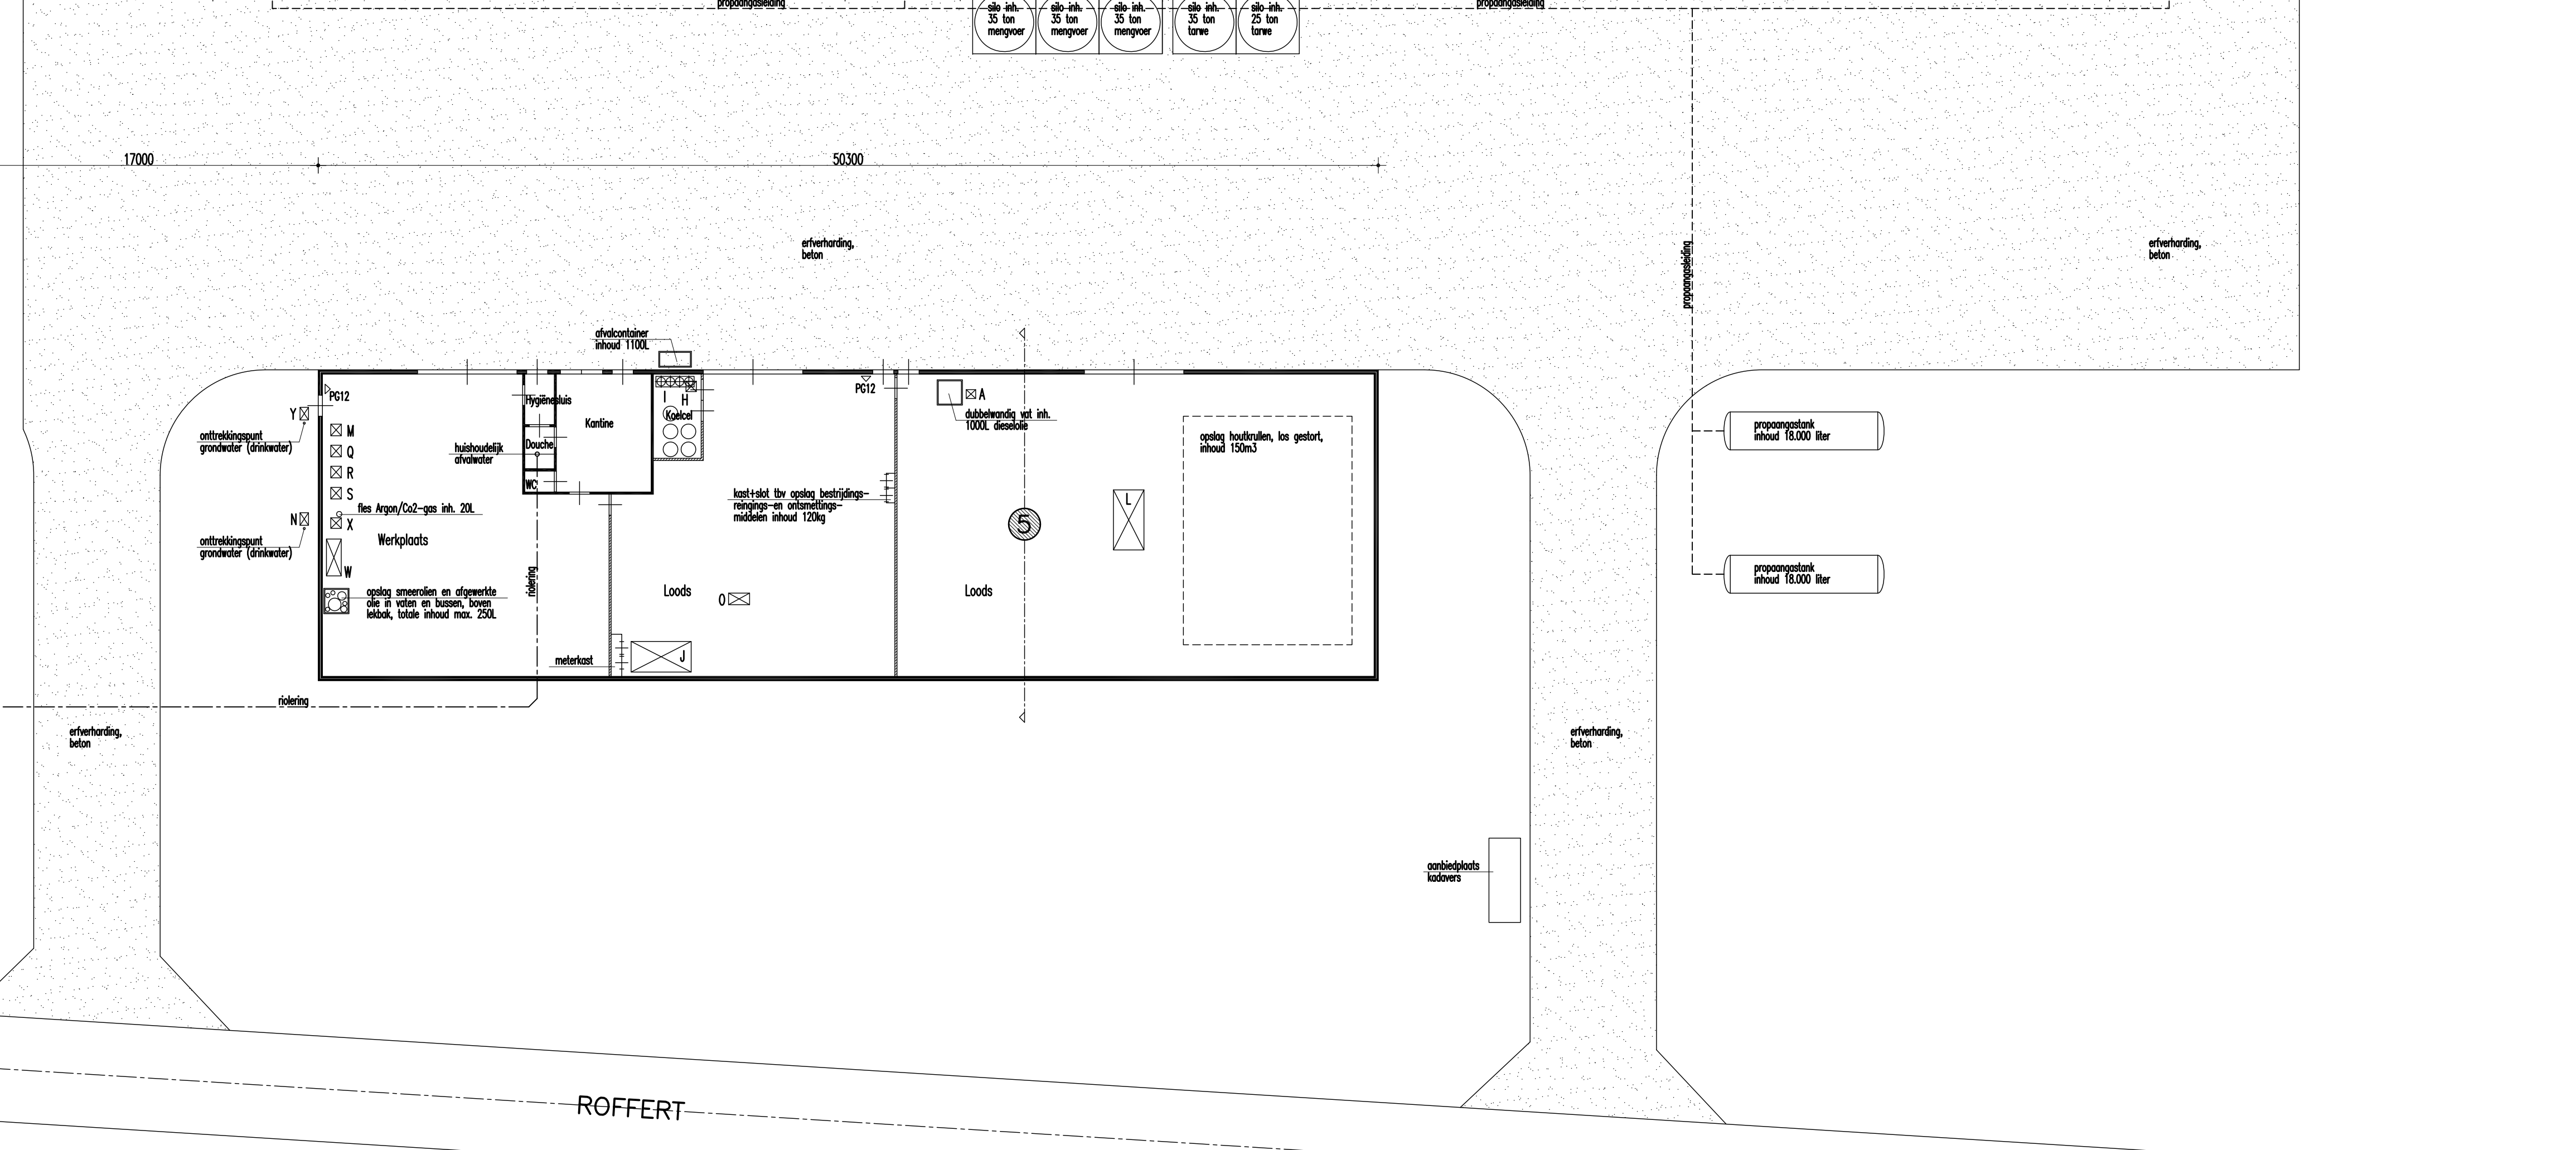 propaangasleiding
propaangasleiding
silo inh.
35 ton
mengvoer
silo inh.
35 ton
mengvoer
silo inh.
35 ton
mengvoer
silo inh.
35 ton
tarwe
silo inh.
25 ton
tarwe
17000
50300
erfverharding,
beton
erfverharding,
beton
propaangasleiding
afvalcontainer
inhoud 1100L
PG12
Y
onttrekkingspunt
grondwater (drinkwater)
M
Q
R
S
X
N
onttrekkingspunt
grondwater (drinkwater)
fles Argon/Co2-gas inh. 20L
Werkplaats
W
opslag smeerolien en afgewerkte
olie in vaten en bussen, boven
lekbak, totale inhoud max. 250L
huishoudelijk
afvalwater
Hygiënesluis
Douche
WC
Kantine
I
H
Koelcel
PG12
kast+slot tbv opslag bestrijdings-
reinigings-en ontsmettings-
middelen inhoud 120kg
riolering
Loods
O
meterkast
J
A
dubbelwandig vat inh.
1000L dieselolie
5
Loods
L
opslag houtkrullen, los gestort,
inhoud 150m3
propaangastank
inhoud 18.000 liter
propaangastank
inhoud 18.000 liter
riolering
erfverharding,
beton
erfverharding,
beton
aanbiedplaats
kadavers
ROFFERT